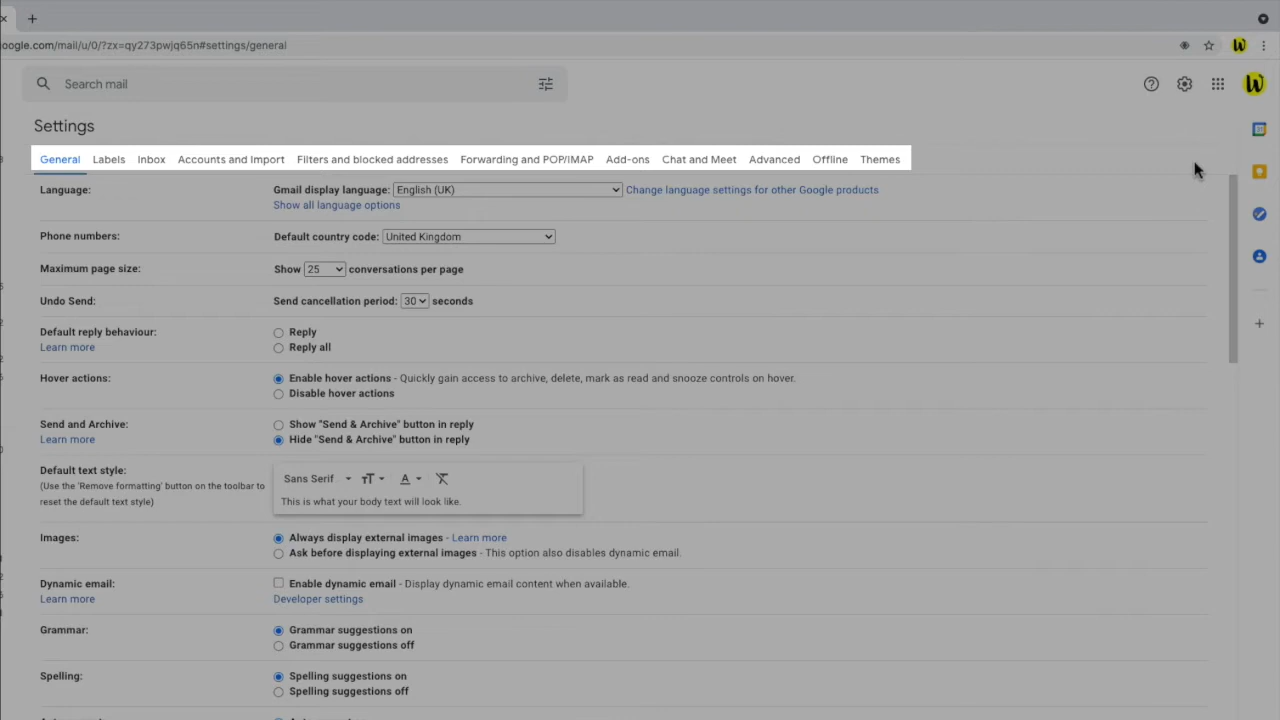 oogle.com/mail/u/0/?zx=qy273pwjq65n#settings/general
Search mail
Settings
General Labels Inbox Accounts and Import Filters and blocked addresses Forwarding and POP/IMAP Add-ons Chat and Meet Advanced Offline Themes
Language: Gmail display language: English (UK) Change language settings for other Google products
Show all language options
Phone numbers: Default country code: United Kingdom
Maximum page size: Show 25 conversations per page
Undo Send: Send cancellation period: 30 seconds
Default reply behaviour: Reply
Learn more Reply all
Hover actions: Enable hover actions - Quickly gain access to archive, delete, mark as read and snooze controls on hover.
Disable hover actions
Send and Archive: Show "Send & Archive" button in reply
Learn more Hide "Send & Archive" button in reply
Default text style: Sans Serif
(Use the 'Remove formatting' button on the toolbar to
reset the default text style) This is what your body text will look like.
Images: Always display external images - Learn more
Ask before displaying external images - This option also disables dynamic email.
Dynamic email: Enable dynamic email - Display dynamic email content when available.
Learn more Developer settings
Grammar: Grammar suggestions on
Grammar suggestions off
Spelling: Spelling suggestions on
Spelling suggestions off